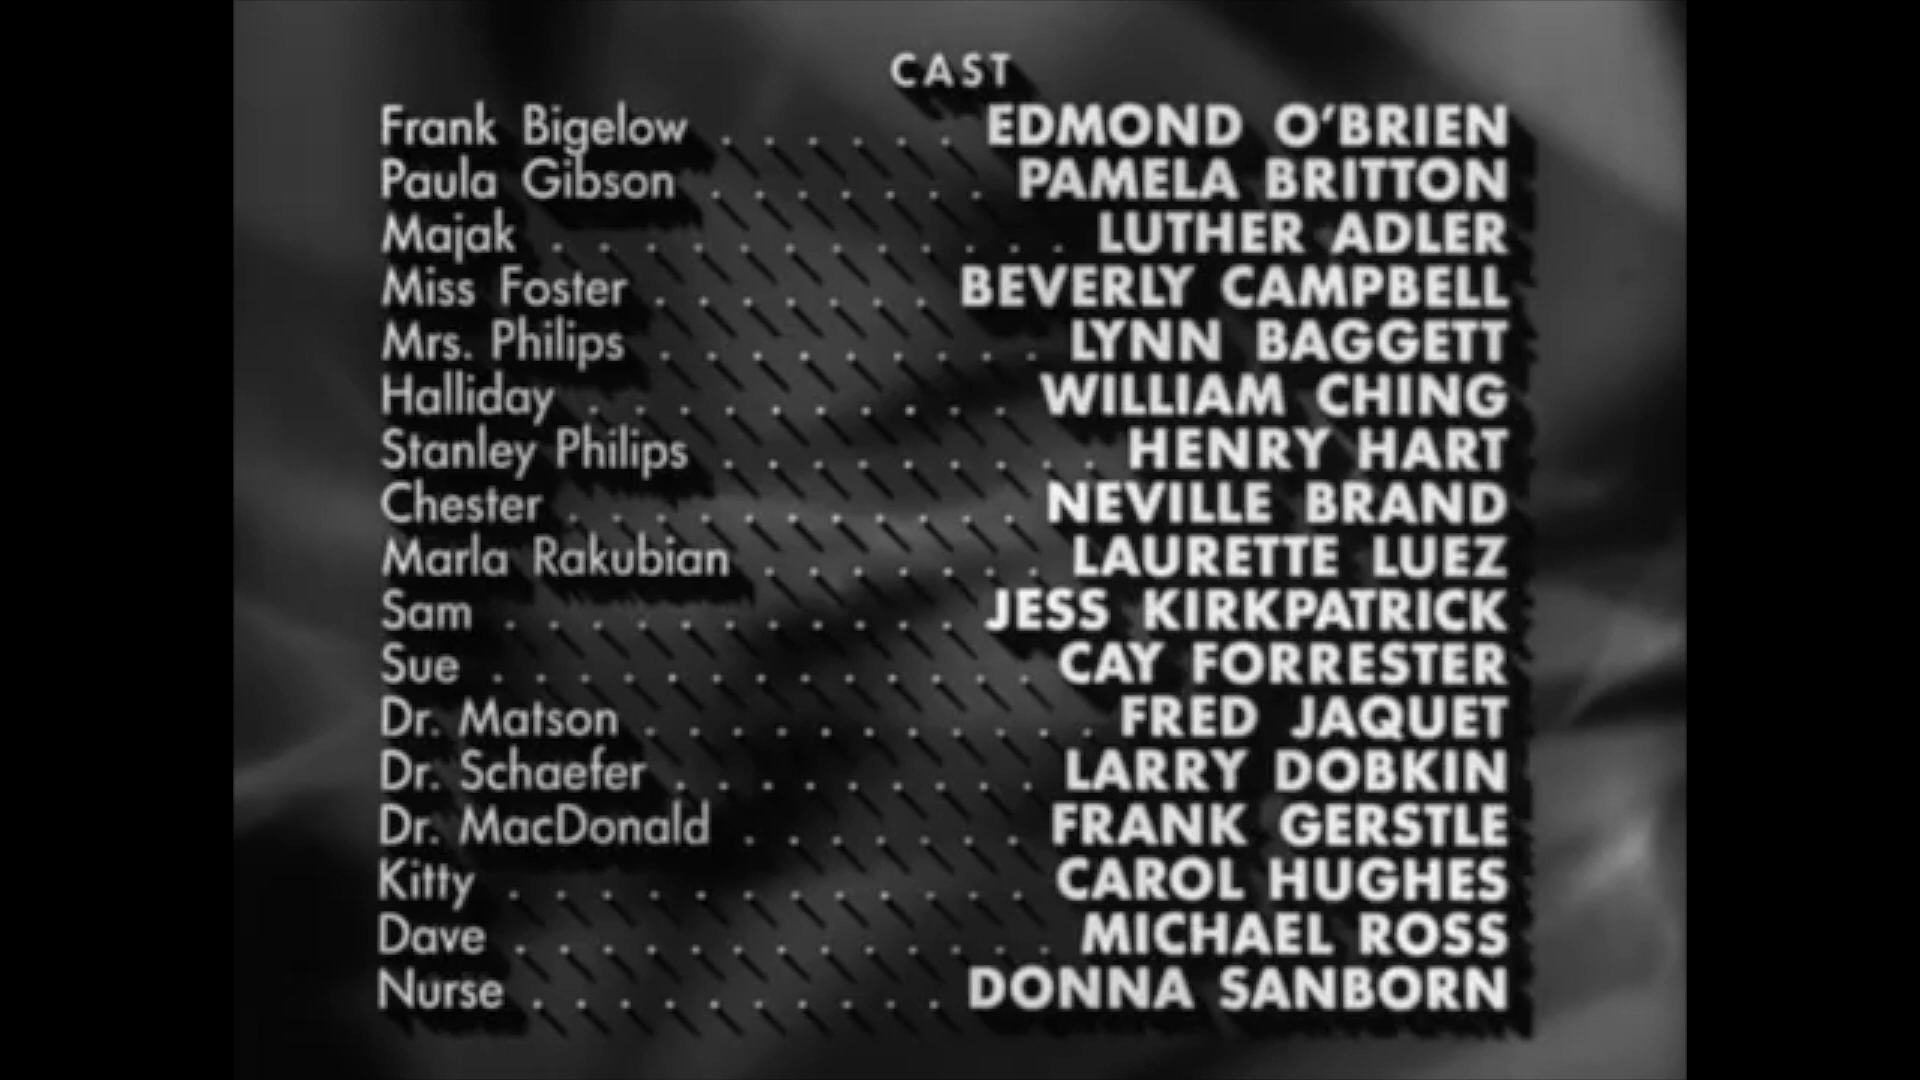 CAST
Frank Bigelow . . . . . . EDMOND O'BRIEN
Paula Gibson . . . . . . . PAMELA BRITTON
Majak . . . . . . . . . . . . LUTHER ADLER
Miss Foster . . . . . . . BEVERLY CAMPBELL
Mrs. Philips . . . . . . . . . LYNN BAGGETT
Halliday . . . . . . . . . . WILLIAM CHING
Stanley Philips . . . . . . . . . HENRY HART
Chester . . . . . . . . . . NEVILLE BRAND
Marla Rakubian . . . . . . . LAURETTE LUEZ
Sam . . . . . . . . . . . JESS KIRKPATRICK
Sue . . . . . . . . . . . . . CAY FORRESTER
Dr. Matson . . . . . . . . . . . FRED JAQUET
Dr. Schaefer . . . . . . . . . LARRY DOBKIN
Dr. MacDonald . . . . . . . FRANK GERSTLE
Kitty . . . . . . . . . . . . CAROL HUGHES
Dave . . . . . . . . . . . . . MICHAEL ROSS
Nurse . . . . . . . . . . DONNA SANBORN